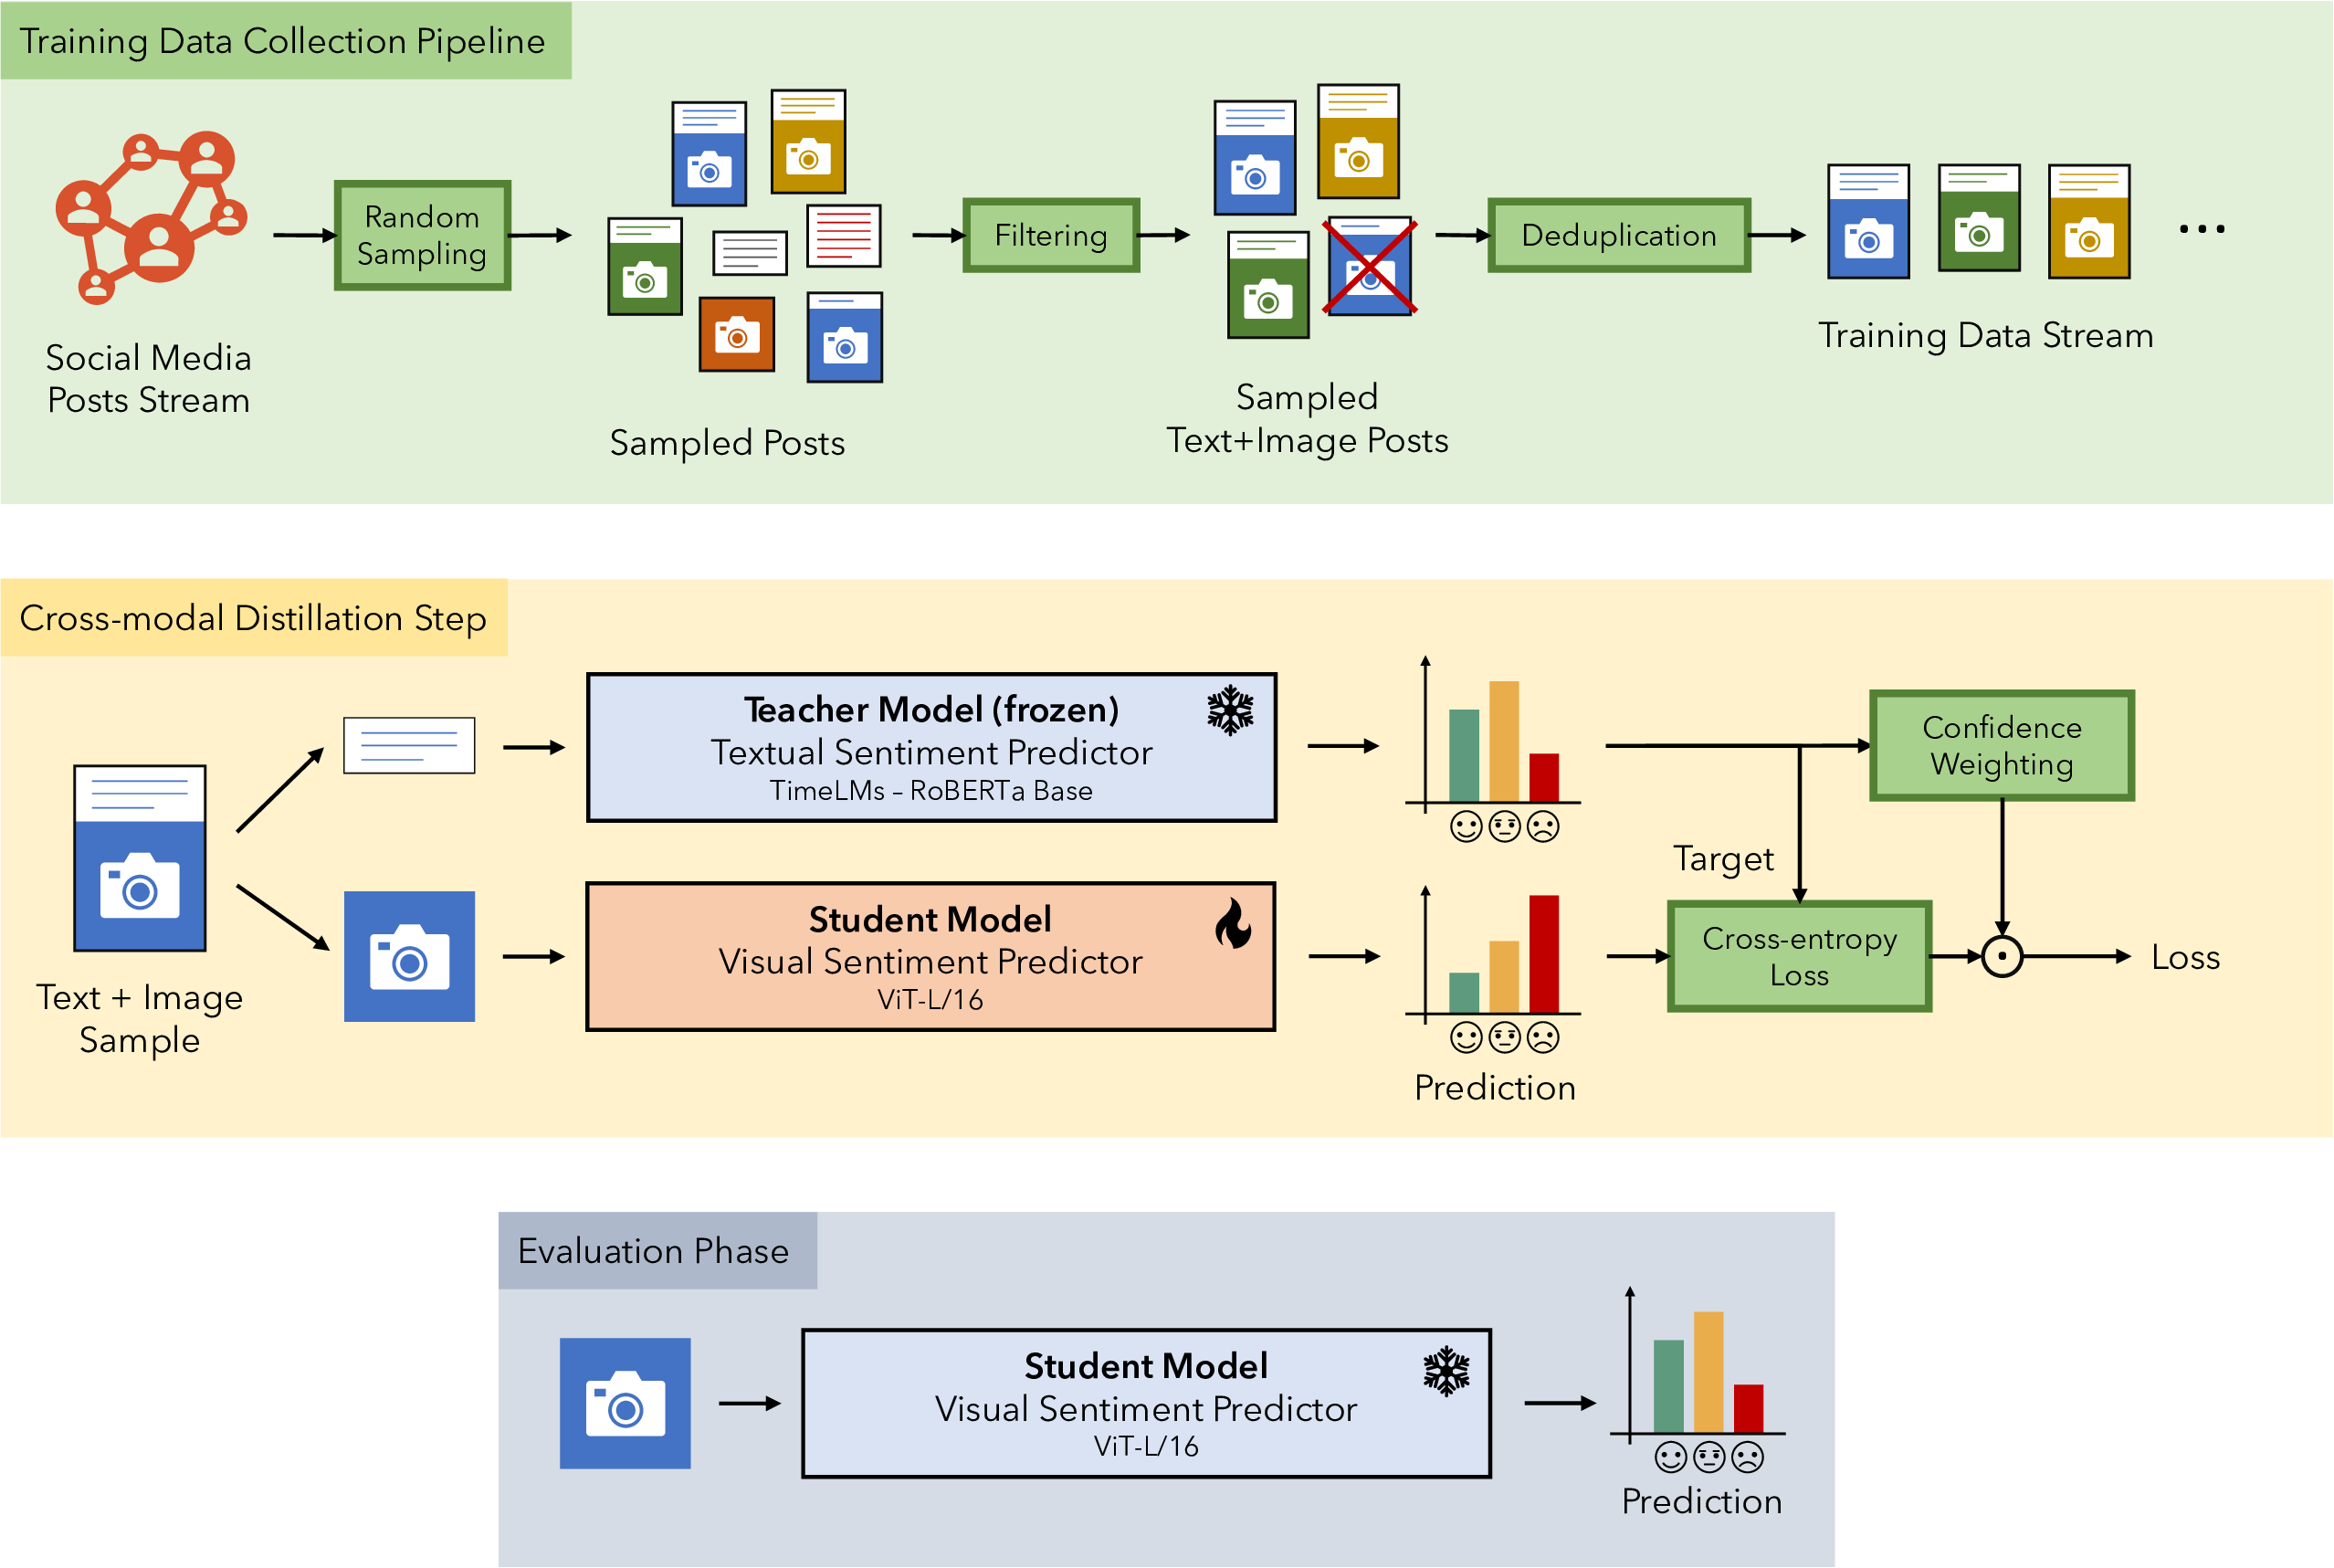 Training Data Collection Pipeline
Random
Sampling
Filtering
Deduplication
Social Media
Posts Stream
Sampled Posts
Sampled
Text+Image Posts
Training Data Stream
...
Cross-modal Distillation Step
Text + Image
Sample
Teacher Model (frozen)
Textual Sentiment Predictor
TimeLMs – RoBERTa Base
Student Model
Visual Sentiment Predictor
ViT-L/16
Prediction
Confidence
Weighting
Target
Cross-entropy
Loss
Loss
Evaluation Phase
Student Model
Visual Sentiment Predictor
ViT-L/16
Prediction